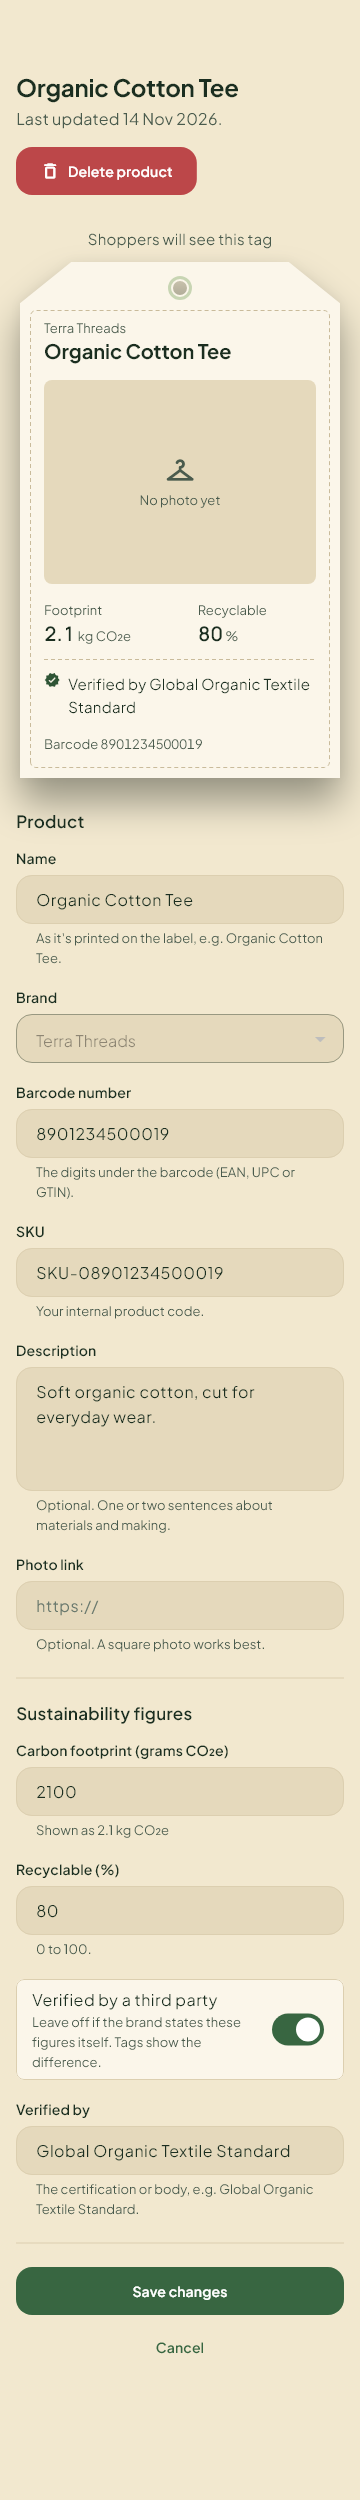 Organic Cotton Tee
Last updated 14 Nov 2026.
Delete product
Shoppers will see this tag
Terra Threads
Organic Cotton Tee
No photo yet
Footprint
Recyclable
2.1 kg CO₂e
80 %
Verified by Global Organic Textile
Standard
Barcode 8901234500019
Product
Name
Organic Cotton Tee
As it's printed on the label, e.g. Organic Cotton
Tee.
Brand
Terra Threads
Barcode number
8901234500019
The digits under the barcode (EAN, UPC or
GTIN).
SKU
SKU-08901234500019
Your internal product code.
Description
Soft organic cotton, cut for
everyday wear.
Optional. One or two sentences about
materials and making.
Photo link
https://
Optional. A square photo works best.
Sustainability figures
Carbon footprint (grams CO₂e)
2100
Shown as 2.1 kg CO₂e
Recyclable (%)
80
0 to 100.
Verified by a third party
Leave off if the brand states these
figures itself. Tags show the
difference.
Verified by
Global Organic Textile Standard
The certification or body, e.g. Global Organic
Textile Standard.
Save changes
Cancel